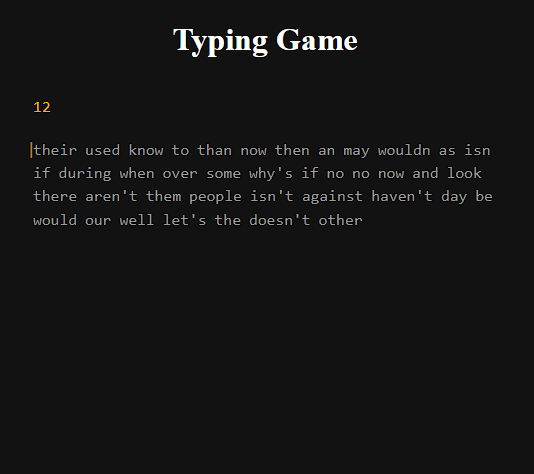 Typing Game
12
their used know to than now then an may wouldn as isn
if during when over some why's if no no now and look
there aren't them people isn't against haven't day be
would our well let's the doesn't other